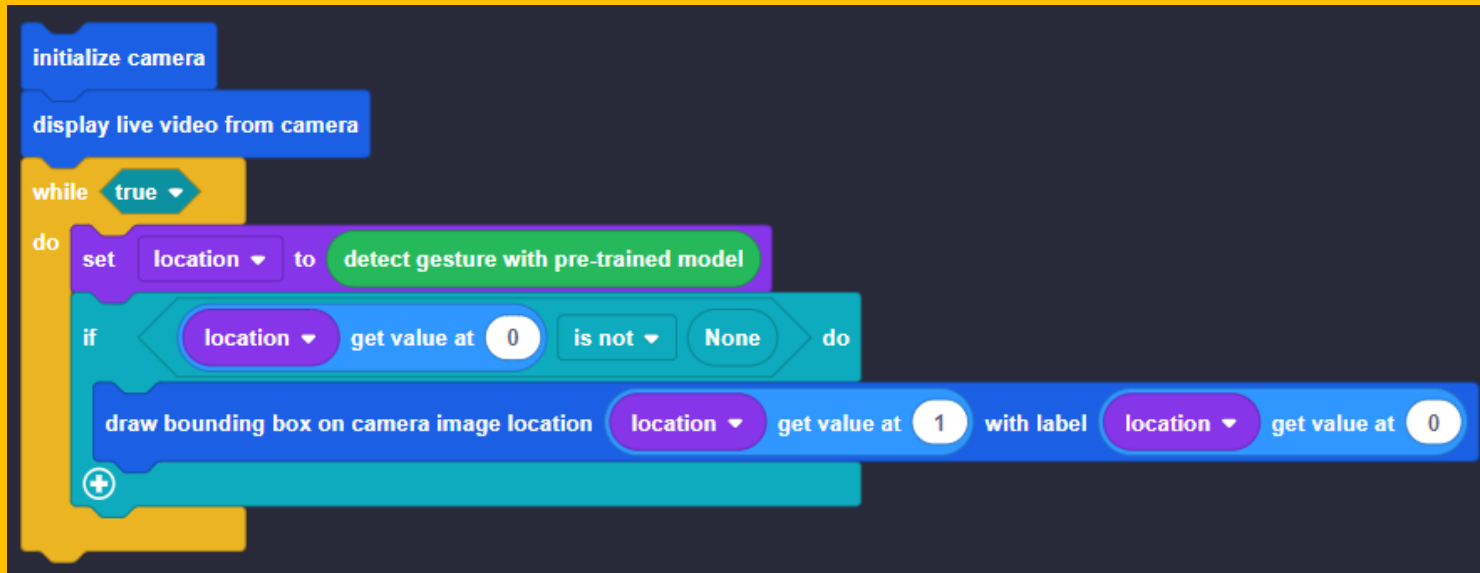 initialize camera
display live video from camera
while true
do
set location to detect gesture with pre-trained model
if location get value at 0 is not None do
draw bounding box on camera image location location get value at 1 with label location get value at 0